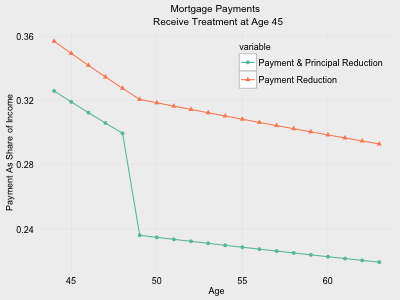 Mortgage Payments
Receive Treatment at Age 45
variable
Payment & Principal Reduction
Payment Reduction
Payment As Share of Income
0.36
0.32
0.28
0.24
45 50 55 60
Age